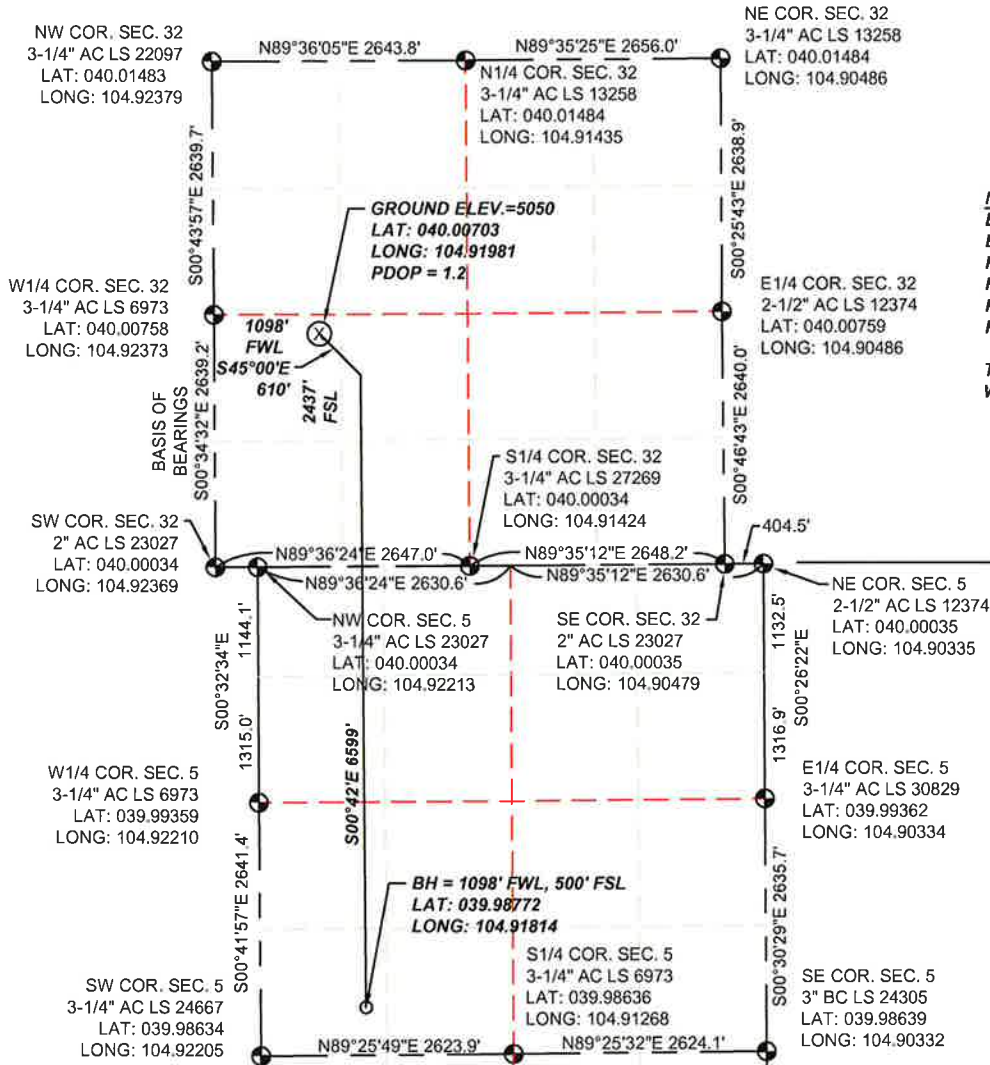 NW COR. SEC. 32
3-1/4" AC LS 22097
LAT: 040.01483
LONG: 104.92379
N89°36'05"E 2643.8'
N89°35'25"E 2656.0'
NE COR. SEC. 32
3-1/4" AC LS 13258
LAT: 040.01484
LONG: 104.90486
N1/4 COR. SEC. 32
3-1/4" AC LS 13258
LAT: 040.01484
LONG: 104.91435
S00°43'57"E 2639.7'
S00°25'43"E 2638.9'
GROUND ELEV.=5050
LAT: 040.00703
LONG: 104.91981
PDOP = 1.2
W1/4 COR. SEC. 32
3-1/4" AC LS 6973
LAT: 040.00758
LONG: 104.92373
E1/4 COR. SEC. 32
2-1/2" AC LS 12374
LAT: 040.00759
LONG: 104.90486
1098'
FWL
S45°00'E
610'
2437'
FSL
BASIS OF
BEARINGS
S00°34'32"E 2639.2'
S00°46'43"E 2640.0'
S1/4 COR. SEC. 32
3-1/4" AC LS 27269
LAT: 040.00034
LONG: 104.91424
SW COR. SEC. 32
2" AC LS 23027
LAT: 040.00034
LONG: 104.92369
404.5'
N89°36'24"E 2647.0'
N89°35'12"E 2648.2'
N89°36'24"E 2630.6'
N89°35'12"E 2630.6'
NW COR. SEC. 5
3-1/4" AC LS 23027
LAT: 040.00034
LONG: 104.92213
SE COR. SEC. 32
2" AC LS 23027
LAT: 040.00035
LONG: 104.90479
NE COR. SEC. 5
2-1/2" AC LS 12374
LAT: 040.00035
LONG: 104.90335
S00°32'34"E
1144.1'
1315.0'
1132.5'
S00°26'22"E
1316.9'
W1/4 COR. SEC. 5
3-1/4" AC LS 6973
LAT: 039.99359
LONG: 104.92210
S00°42'E 6599'
E1/4 COR. SEC. 5
3-1/4" AC LS 30829
LAT: 039.99362
LONG: 104.90334
S00°41'57"E 2641.4'
S00°30'29"E 2635.7'
BH = 1098' FWL, 500' FSL
LAT: 039.98772
LONG: 104.91814
S1/4 COR. SEC. 5
3-1/4" AC LS 6973
LAT: 039.98636
LONG: 104.91268
SW COR. SEC. 5
3-1/4" AC LS 24667
LAT: 039.98634
LONG: 104.92205
SE COR. SEC. 5
3" BC LS 24305
LAT: 039.98639
LONG: 104.90332
N89°25'49"E 2623.9'
N89°25'32"E 2624.1'